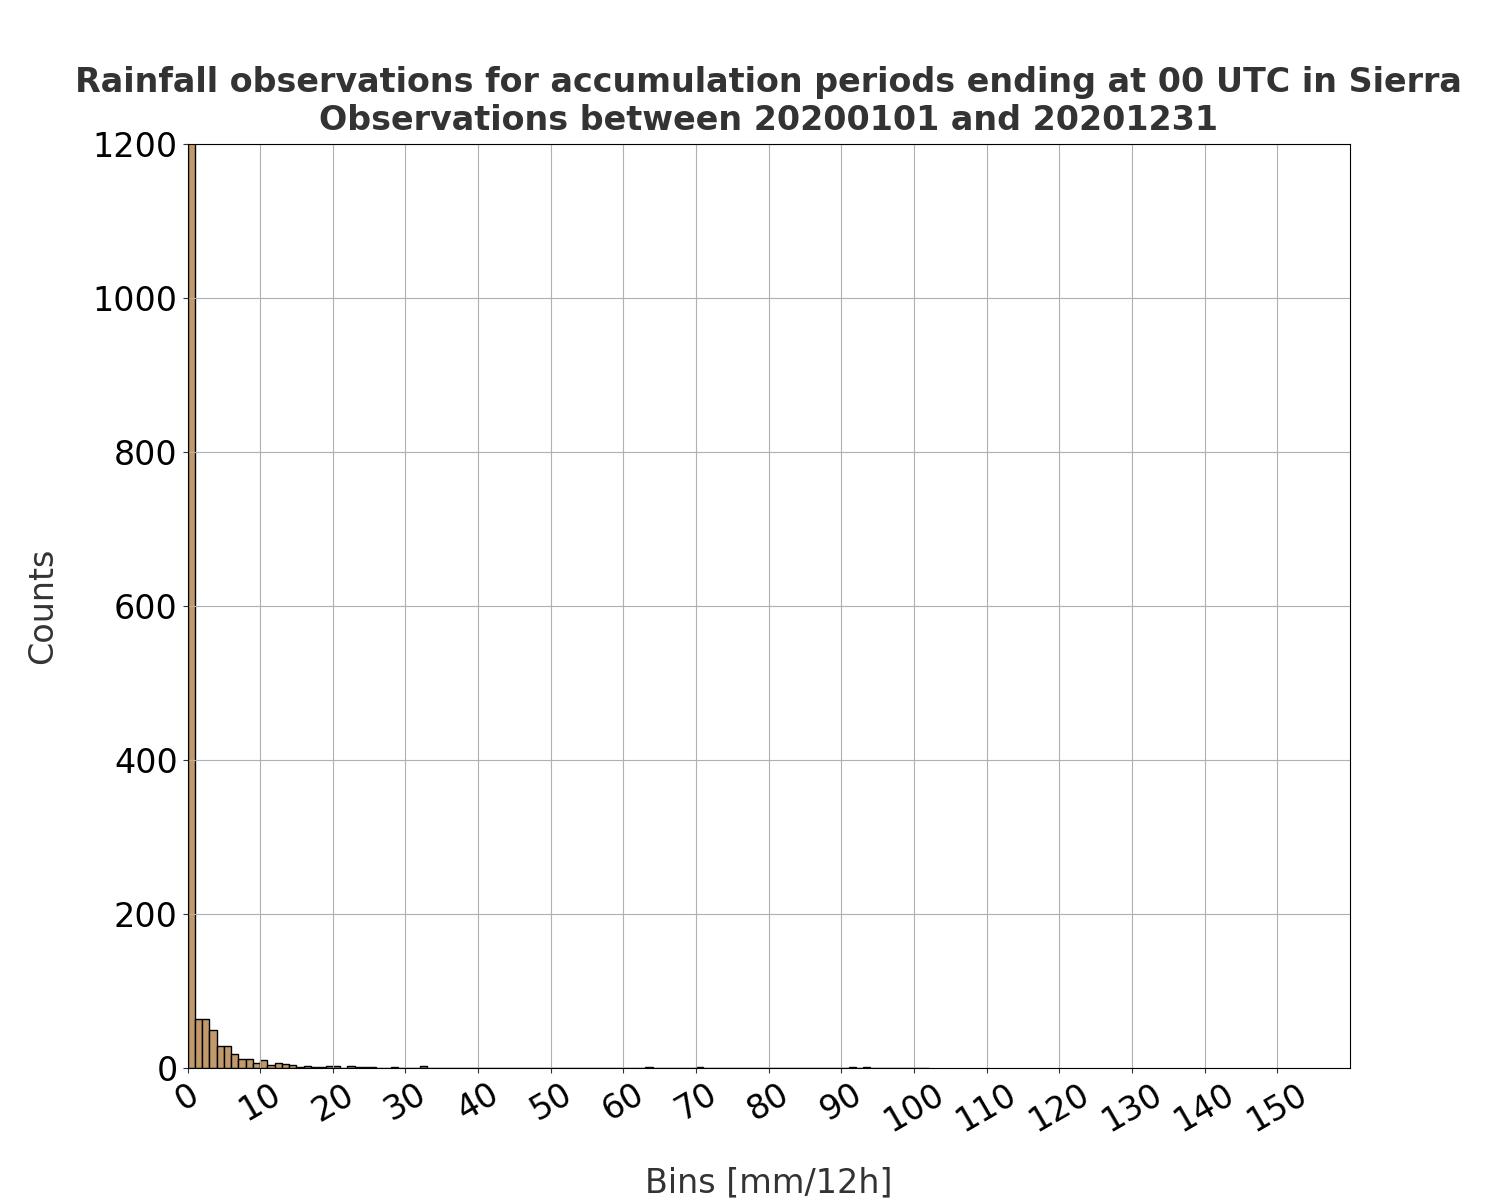 Rainfall observations for accumulation periods ending at 00 UTC in Sierra
Observations between 20200101 and 20201231
1200
1000
800
600
400
200
0
Counts
0 10 20 30 40 50 60 70 80 90 100 110 120 130 140 150
Bins [mm/12h]